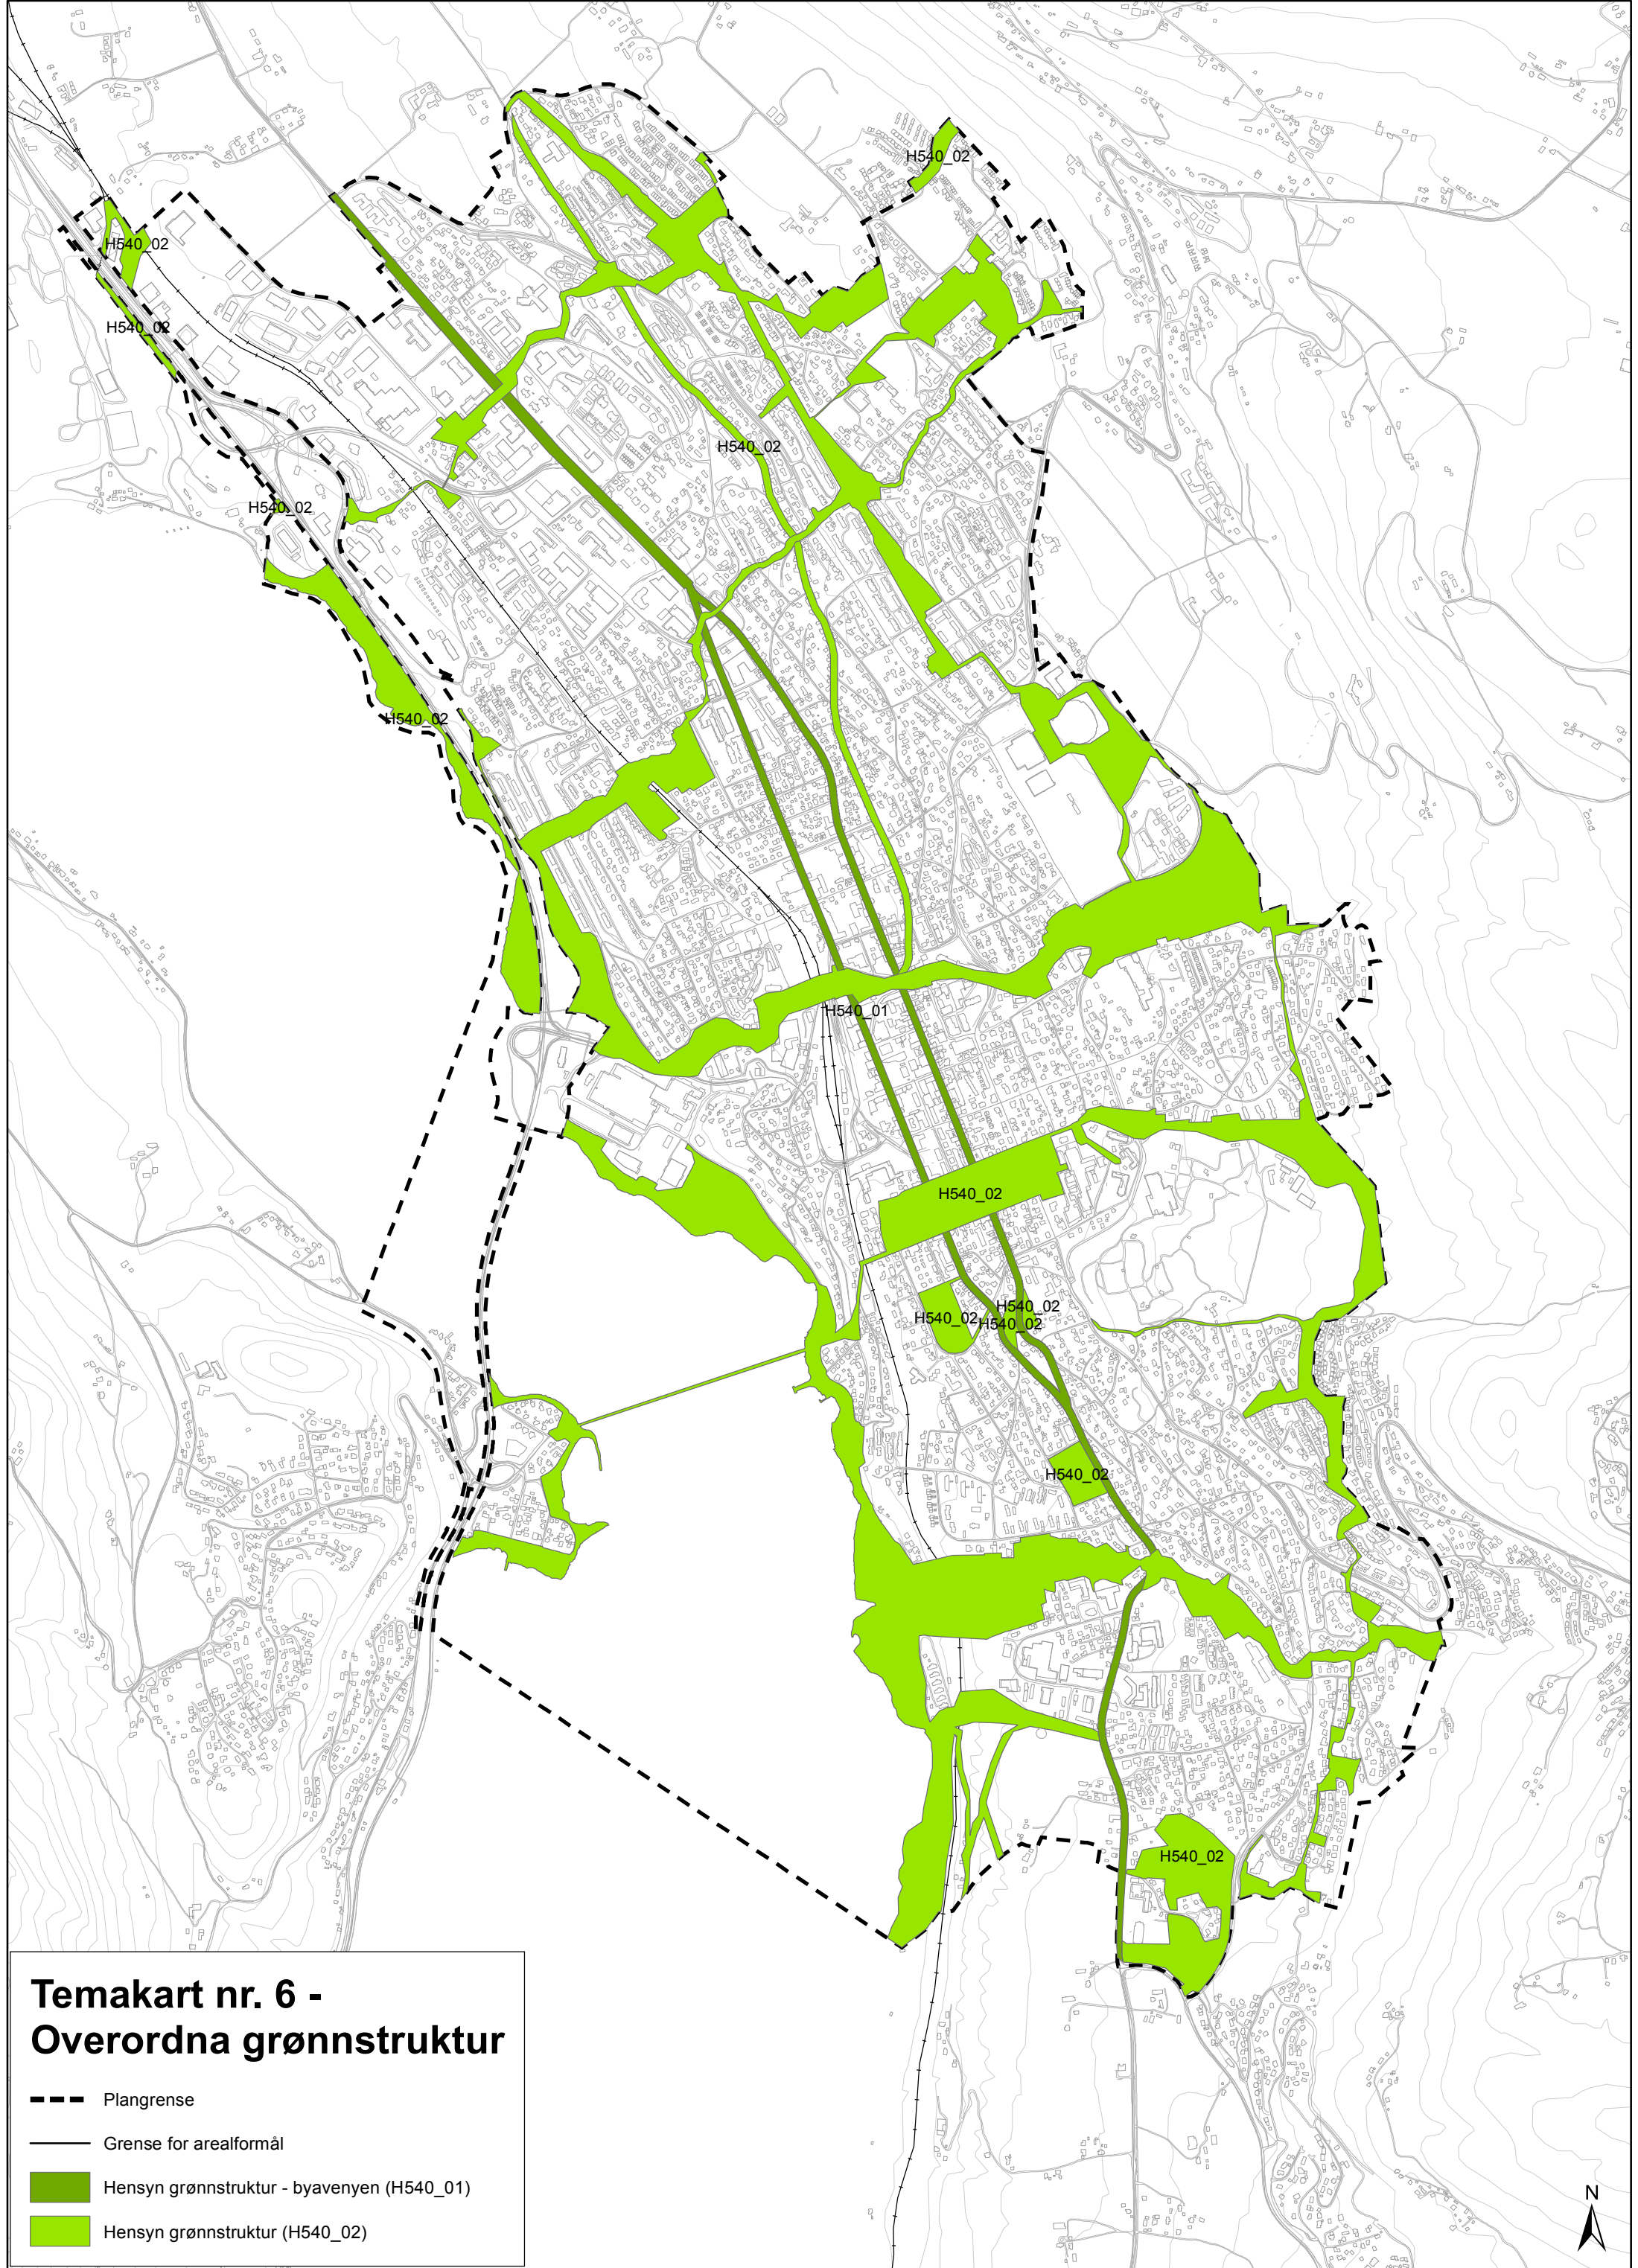 H540_02
H540_02
H540_02
H540_02
H540_02
H540_02
H540_01
H540_02
H540_02
H540_02
H540_02
H540_02
H540_02
Temakart nr. 6 -
Overordna grønnstruktur
Plangrense
Grense for arealformål
Hensyn grønnstruktur - byavenyen (H540_01)
Hensyn grønnstruktur (H540_02)
N